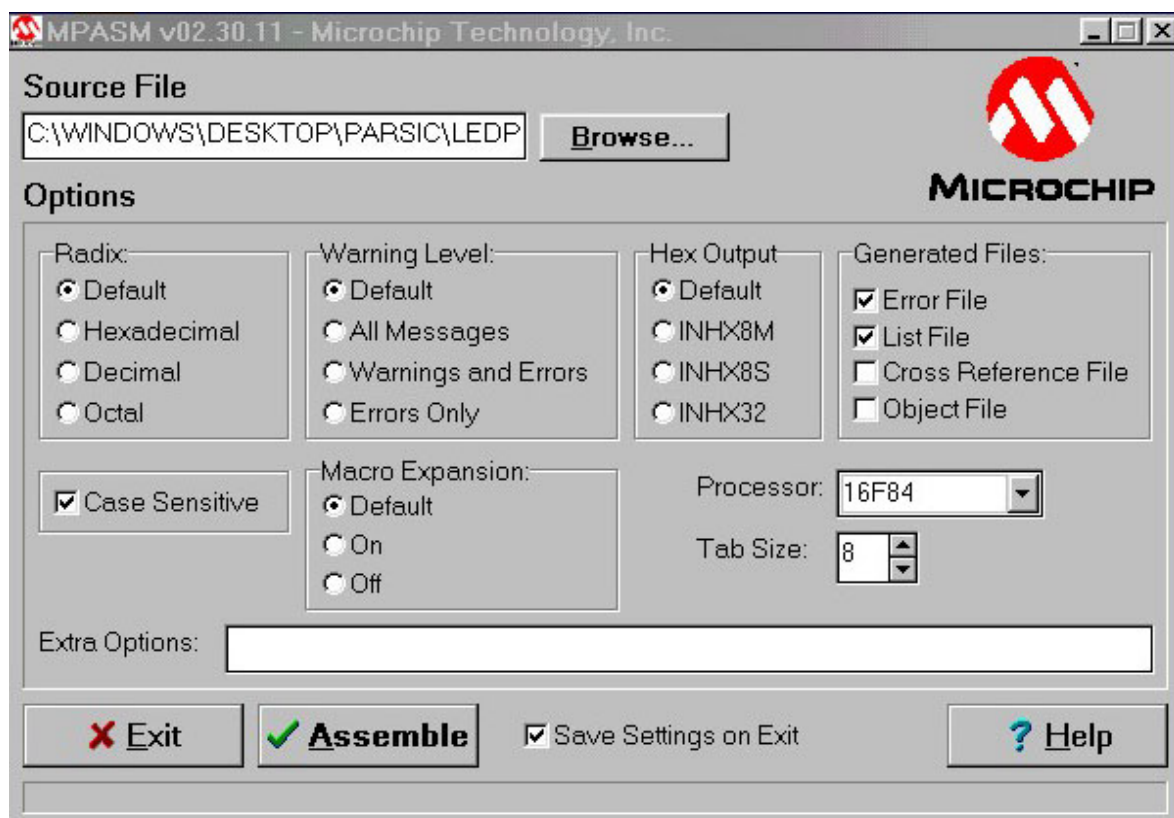 MPASM v02.30.11 - Microchip Technology, Inc.
Source File
C:\WINDOWS\DESKTOP\PARSIC\LEDP
Browse...
MICROCHIP
Options
Radix:
Default
Hexadecimal
Decimal
Octal
Warning Level:
Default
All Messages
Warnings and Errors
Errors Only
Hex Output
Default
INHX8M
INHX8S
INHX32
Generated Files:
Error File
List File
Cross Reference File
Object File
Case Sensitive
Macro Expansion:
Default
On
Off
Processor: 16F84
Tab Size: 8
Extra Options:
Exit
Assemble
Save Settings on Exit
? Help